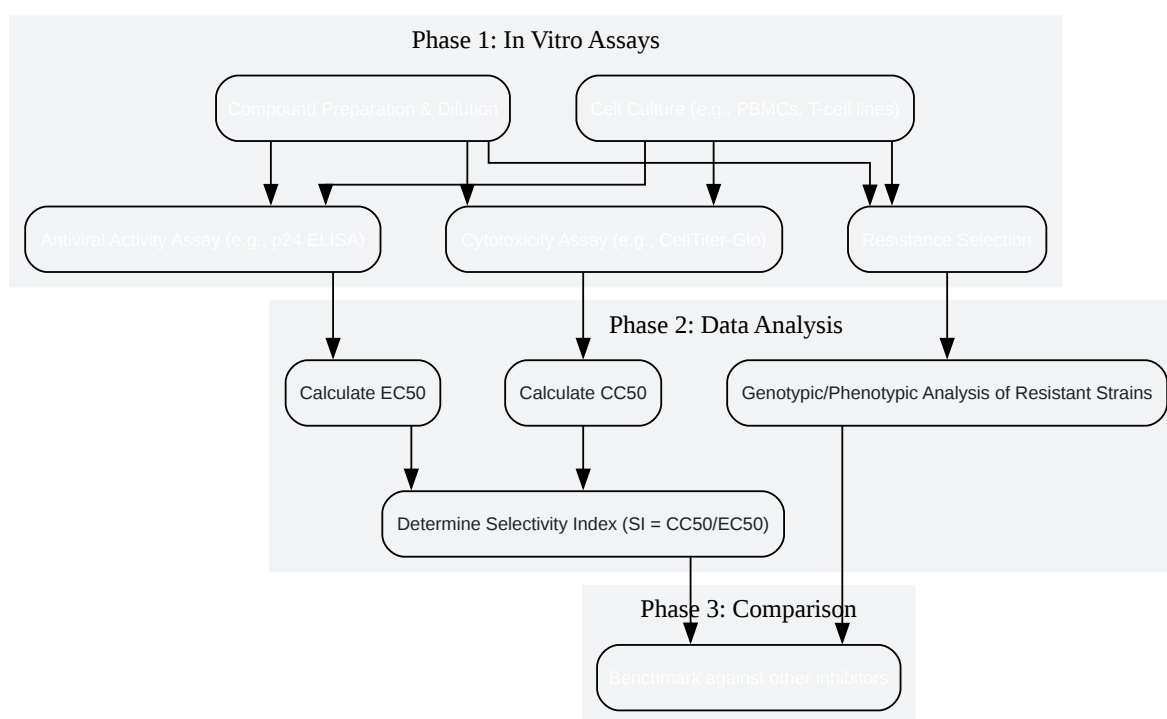 Phase 1: In Vitro Assays
Compound Preparation & Dilution
Cell Culture (e.g., PBMCs, T-cell lines)
Antiviral Activity Assay (e.g., p24 ELISA)
Cytotoxicity Assay (e.g., CellTiter-Glo)
Resistance Selection
Phase 2: Data Analysis
Calculate EC50
Calculate CC50
Genotypic/Phenotypic Analysis of Resistant Strains
Determine Selectivity Index (SI = CC50/EC50)
Phase 3: Comparison
Benchmark against other inhibitors